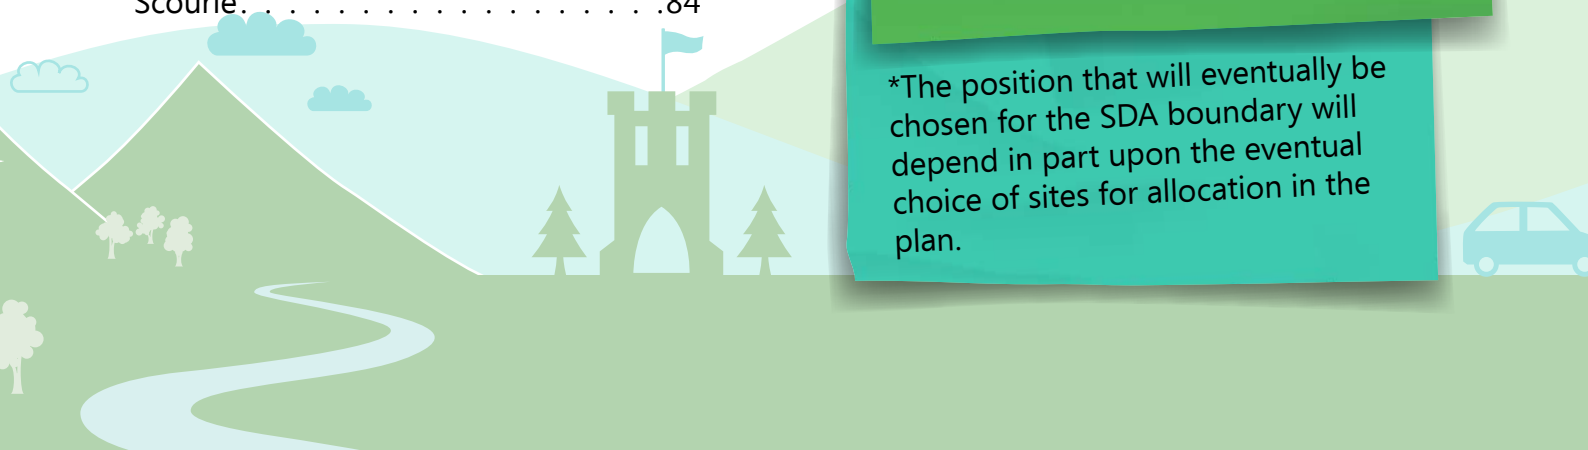 Scourie. . . . . . . . . . . . . . . . . . .84
*The position that will eventually be
chosen for the SDA boundary will
depend in part upon the eventual
choice of sites for allocation in the
plan.